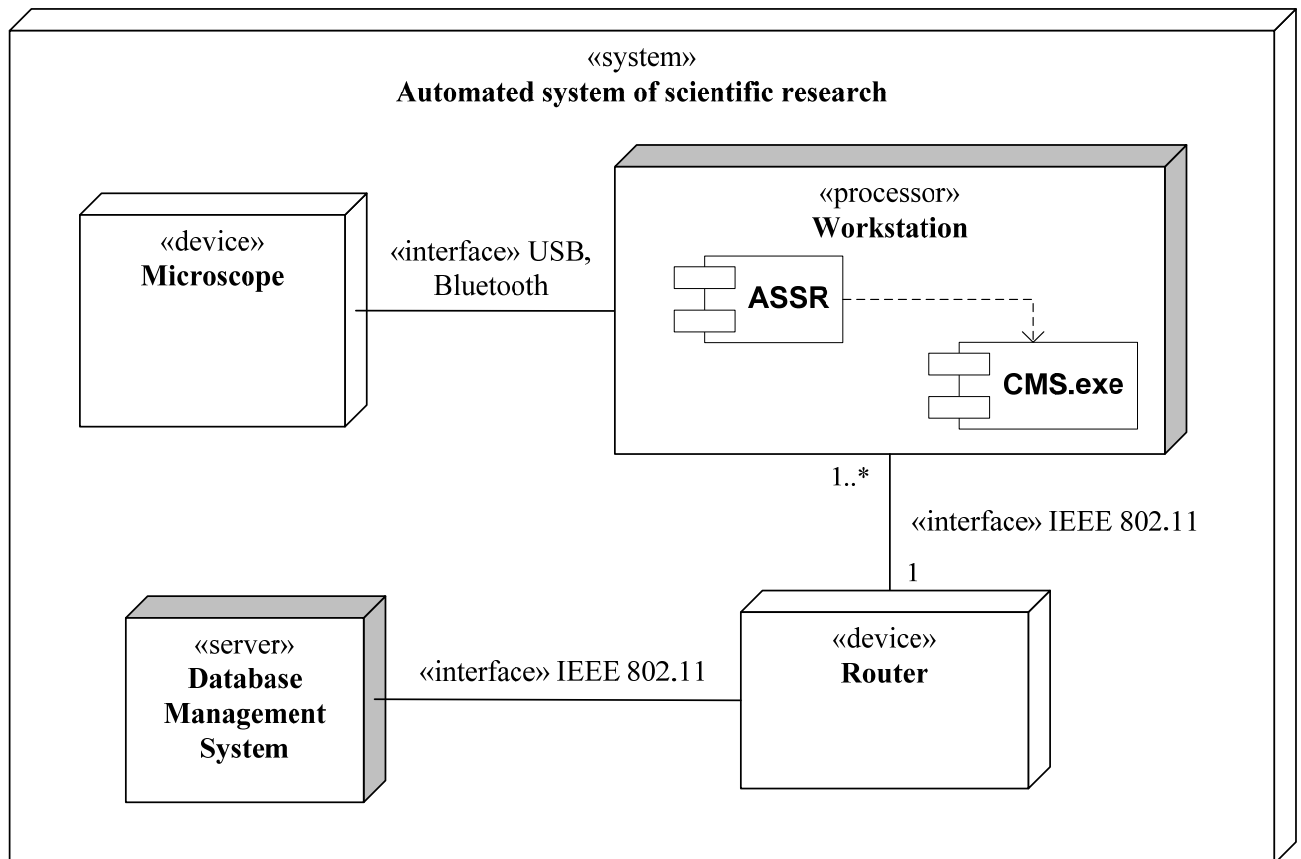 «system»
Automated system of scientific research
«device»
Microscope
«interface» USB,
Bluetooth
«processor»
Workstation
ASSR
CMS.exe
1..*
«interface» IEEE 802.11
1
«server»
Database
Management
System
«interface» IEEE 802.11
«device»
Router